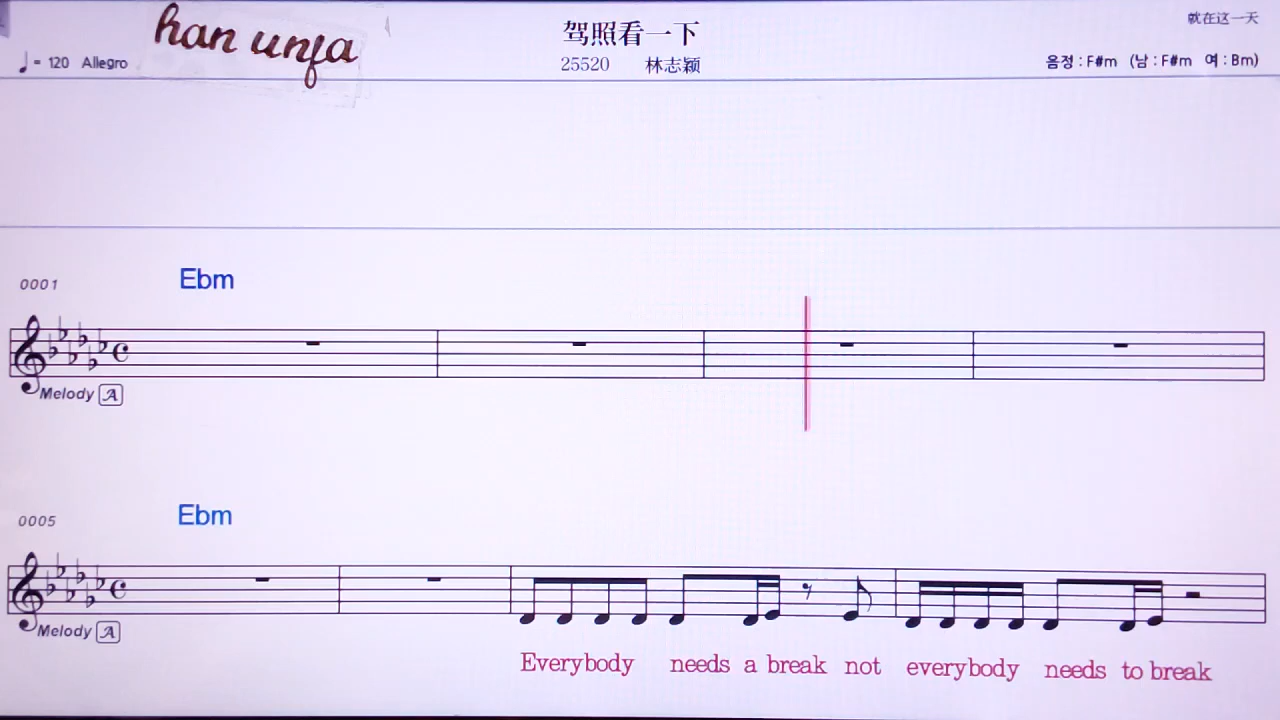 han unfa
驾照看一下
就在这一天
♩= 120 Allegro
25520 林志颖
음정 : F#m (남 : F#m 여 : Bm)
0001 Ebm
Melody A
0005 Ebm
Melody A
Everybody needs a break not everybody needs to break